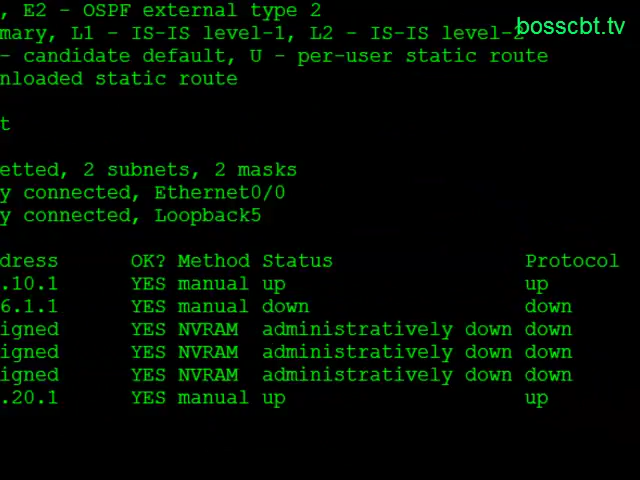 , E2 - OSPF external type 2
bosscbt.tv
mary, L1 - IS-IS level-1, L2 - IS-IS level-2
- candidate default, U - per-user static route
nloaded static route
t
etted, 2 subnets, 2 masks
y connected, Ethernet0/0
y connected, Loopback5
dress OK? Method Status Protocol
.10.1 YES manual up up
6.1.1 YES manual down down
igned YES NVRAM administratively down down
igned YES NVRAM administratively down down
igned YES NVRAM administratively down down
.20.1 YES manual up up